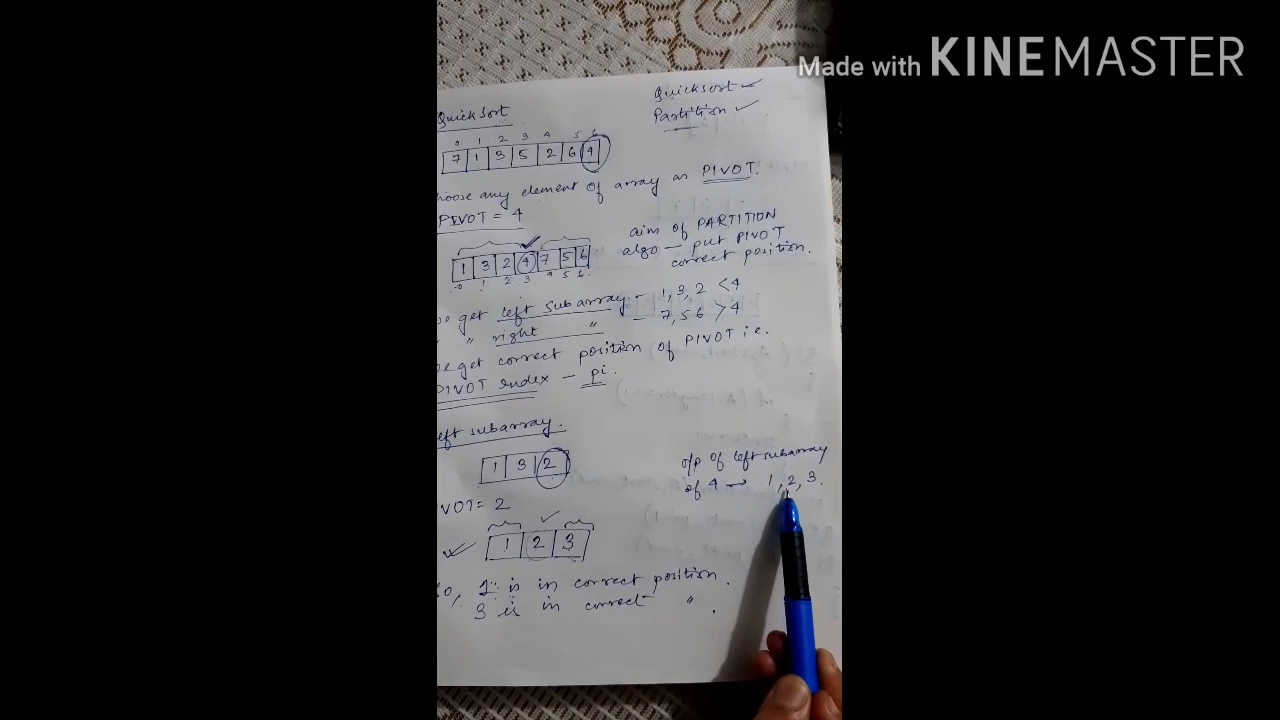 Made with KINEMASTER
QuickSort
Quicksort ✓
Partition ✓
0 1 2 3 4 5 6
7 1 3 5 2 6 4
hoose any element of array as PIVOT.
PIVOT = 4
aim of PARTITION
algo — put PIVOT
correct position.
1 3 2 4 7 5 6
0 1 2 3 4 5 6
e get left subarray - 1, 3, 2 < 4
" " right " - 7, 5 6 > 4
e get correct position of PIVOT i.e.
PIVOT index - pi.
eft subarray.
1 3 2
o/p of left subarray
of 4 → 1, 2, 3.
VOT = 2
1 2 3
o, 1 is in correct position.
3 is in correct " .